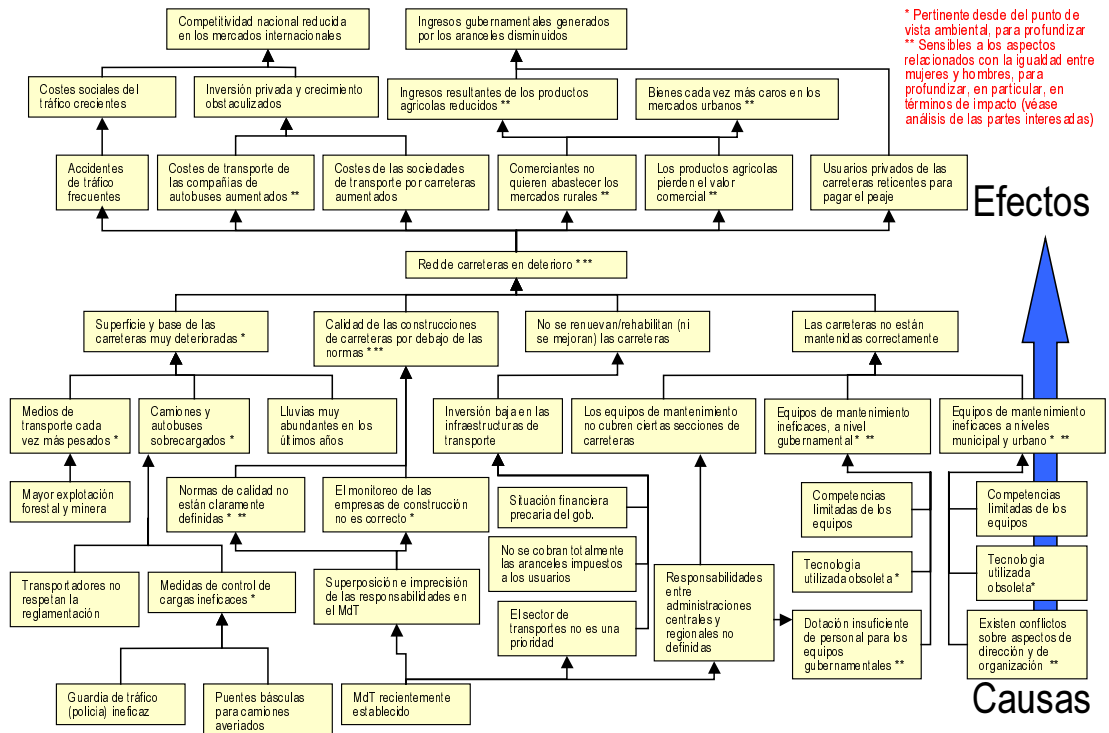 Competitividad nacional reducida
en los mercados internacionales
Ingresos gubernamentales generados
por los aranceles disminuidos
* Pertinente desde del punto de
vista ambiental, para profundizar
** Sensibles a los aspectos
relacionados con la igualdad entre
mujeres y hombres, para
profundizar, en particular, en
términos de impacto (véase
análisis de las partes interesadas)
Costes sociales del
tráfico crecientes
Inversión privada y crecimiento
obstaculizados
Ingresos resultantes de los productos
agrícolas reducidos **
Bienes cada vez más caros en los
mercados urbanos **
Accidentes
de tráfico
frecuentes
Costes de transporte de
las compañias de
autobuses aumentados **
Costes de las sociedades
de transporte por carreteras
aumentados
Comerciantes no
quieren abastecer los
mercados rurales **
Los productos agricolas
pierden el valor
comercial **
Usuarios privados de las
carreteras reticentes para
pagar el peaje
Efectos
Red de carreteras en deterioro * **
Superficie y base de las
carreteras muy deterioradas *
Calidad de las construcciones
de carreteras por debajo de las
normas * **
No se renuevan/rehabilitan (ni
se mejoran) las carreteras
Las carreteras no están
mantenidas correctamente
Medios de
transporte cada
vez más pesados *
Camiones y
autobuses
sobrecargados *
Lluvias muy
abundantes en los
últimos años
Inversión baja en las
infraestructuras de
transporte
Los equipos de mantenimiento
no cubren ciertas secciones de
carreteras
Equipos de mantenimiento
ineficaces, a nivel
gubernamental * **
Equipos de mantenimiento
ineficaces a niveles
municipal y urbano * **
Mayor explotación
forestal y minera
Normas de calidad no
están claramente
definidas * **
El monitoreo de las
empresas de construcción
no es correcto *
Situación financiera
precaria del gob.
Competencias
limitadas de los
equipos
Competencias
limitadas de los
equipos
No se cobran totalmente
las aranceles impuestos
a los usuarios
Transportadores no
respetan la
reglamentación
Medidas de control de
cargas ineficaces *
Superposición e imprecisión
de las responsabilidades en
el MdT
Responsabilidades
entre
administraciones
centrales y
regionales no
definidas
Tecnologia
utilizada obsoleta *
Tecnologia
utilizada
obsoleta*
El sector de
transportes no es una
prioridad
Dotación insuficiente
de personal para los
equipos
gubernamentales **
Existen conflictos
sobre aspectos de
dirección y de
organización **
Guardia de tráfico
(policia) ineficaz
Puentes básculas
para camiones
averiados
MdT recientemente
establecido
Causas